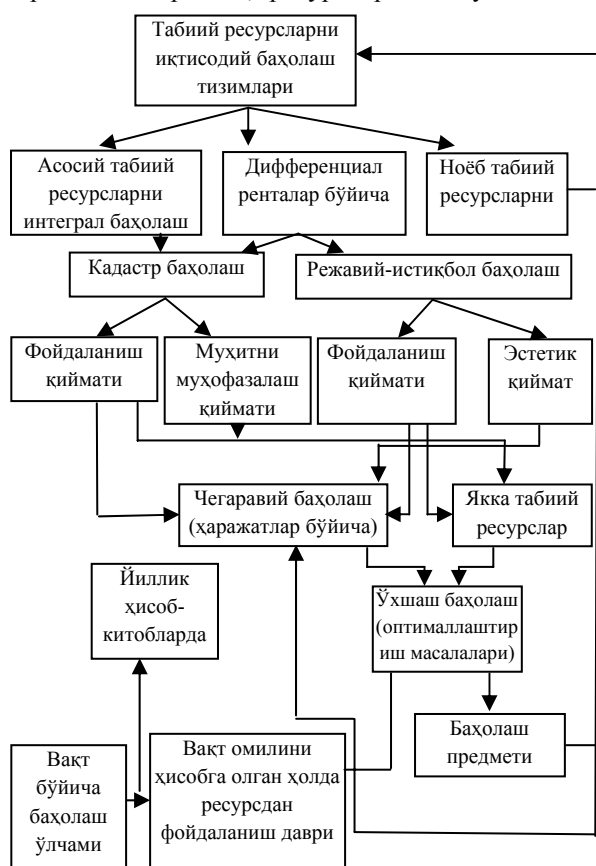 Табиий ресурсларни
иқтисодий баҳолаш
тизимлари
Асосий табиий
ресурсларни
интеграл баҳолаш
Дифференциал
ренталар бўйича
Ноёб табиий
ресурсларни
Кадастр баҳолаш
Режавий-истиқбол баҳолаш
Фойдаланиш
қиймати
Муҳитни
муҳофазалаш
қиймати
Фойдаланиш
қиймати
Эстетик
қиймат
Чегаравий баҳолаш
(ҳаражатлар бўйича)
Якка табиий
ресурслар
Йиллик
ҳисоб-
китобларда
Ўхшаш баҳолаш
(оптималлаштир
иш масалалари)
Баҳолаш
предмети
Вақт
бўйича
баҳолаш
ўлчами
Вақт омилини
ҳисобга олган ҳолда
ресурсдан
фойдаланиш даври